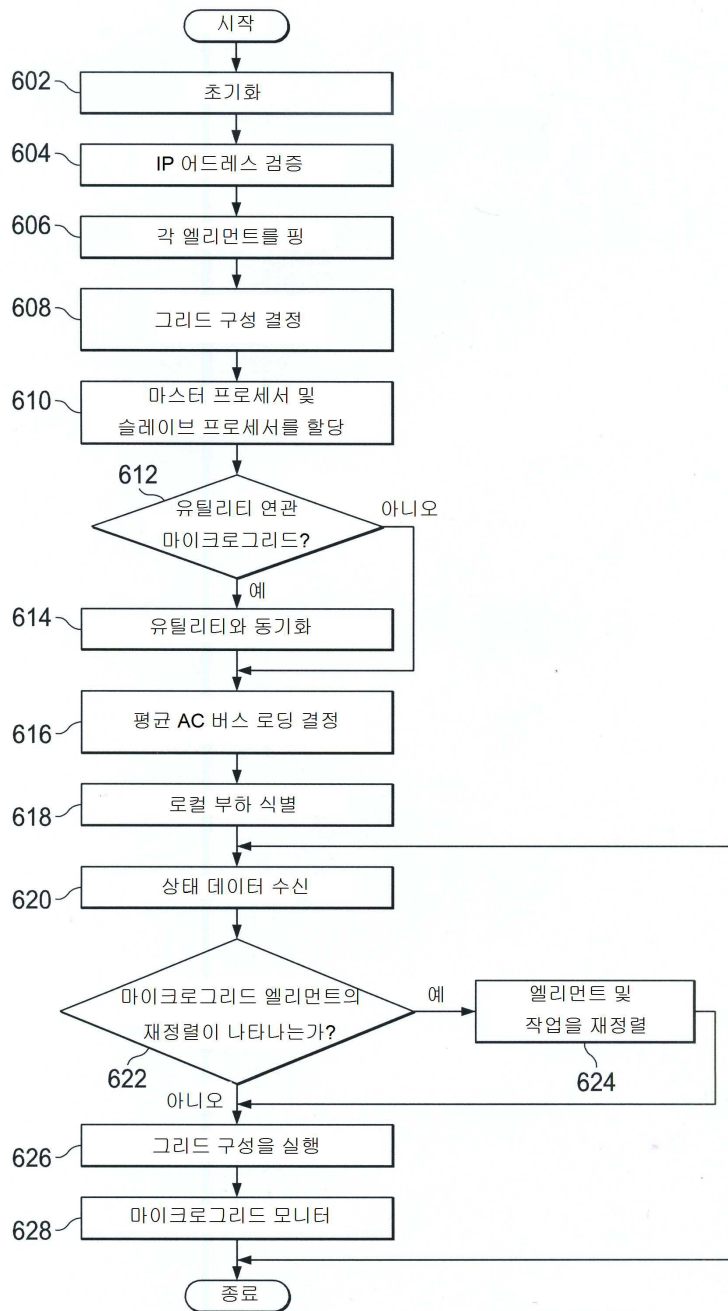 시작
602
초기화
604
IP 어드레스 검증
606
각 엘리먼트를 핑
608
그리드 구성 결정
610
마스터 프로세서 및
슬레이브 프로세서를 할당
612
유틸리티 연관
마이크로그리드?
아니오
예
614
유틸리티와 동기화
616
평균 AC 버스 로딩 결정
618
로컬 부하 식별
620
상태 데이터 수신
마이크로그리드 엘리먼트의
재정렬이 나타나는가?
622
예
엘리먼트 및
작업을 재정렬
624
아니오
626
그리드 구성을 실행
628
마이크로그리드 모니터
종료